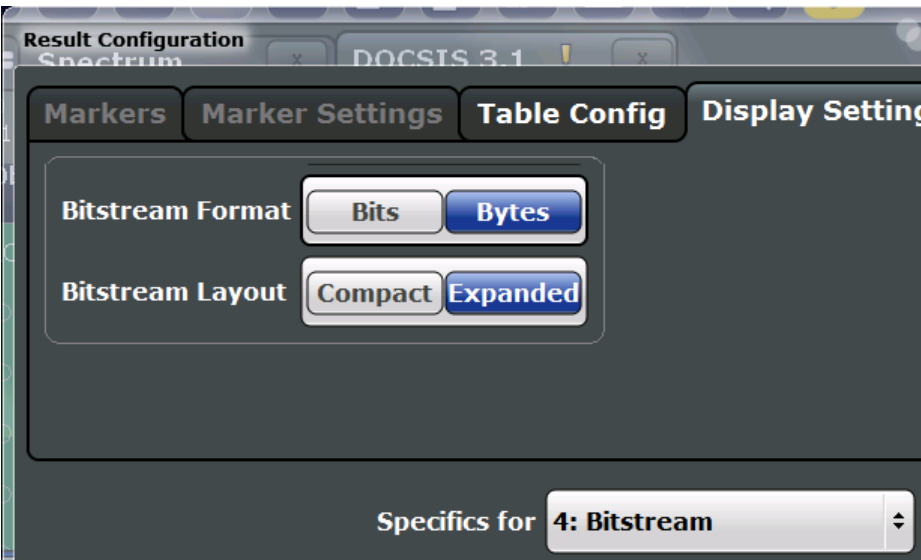 Result Configuration
Spectrum x DOCSIS 3.1 x
Markers Marker Settings Table Config Display
Bitstream Format Bits Bytes
Bitstream Layout Compact Expanded
Specifics for 4: Bitstream